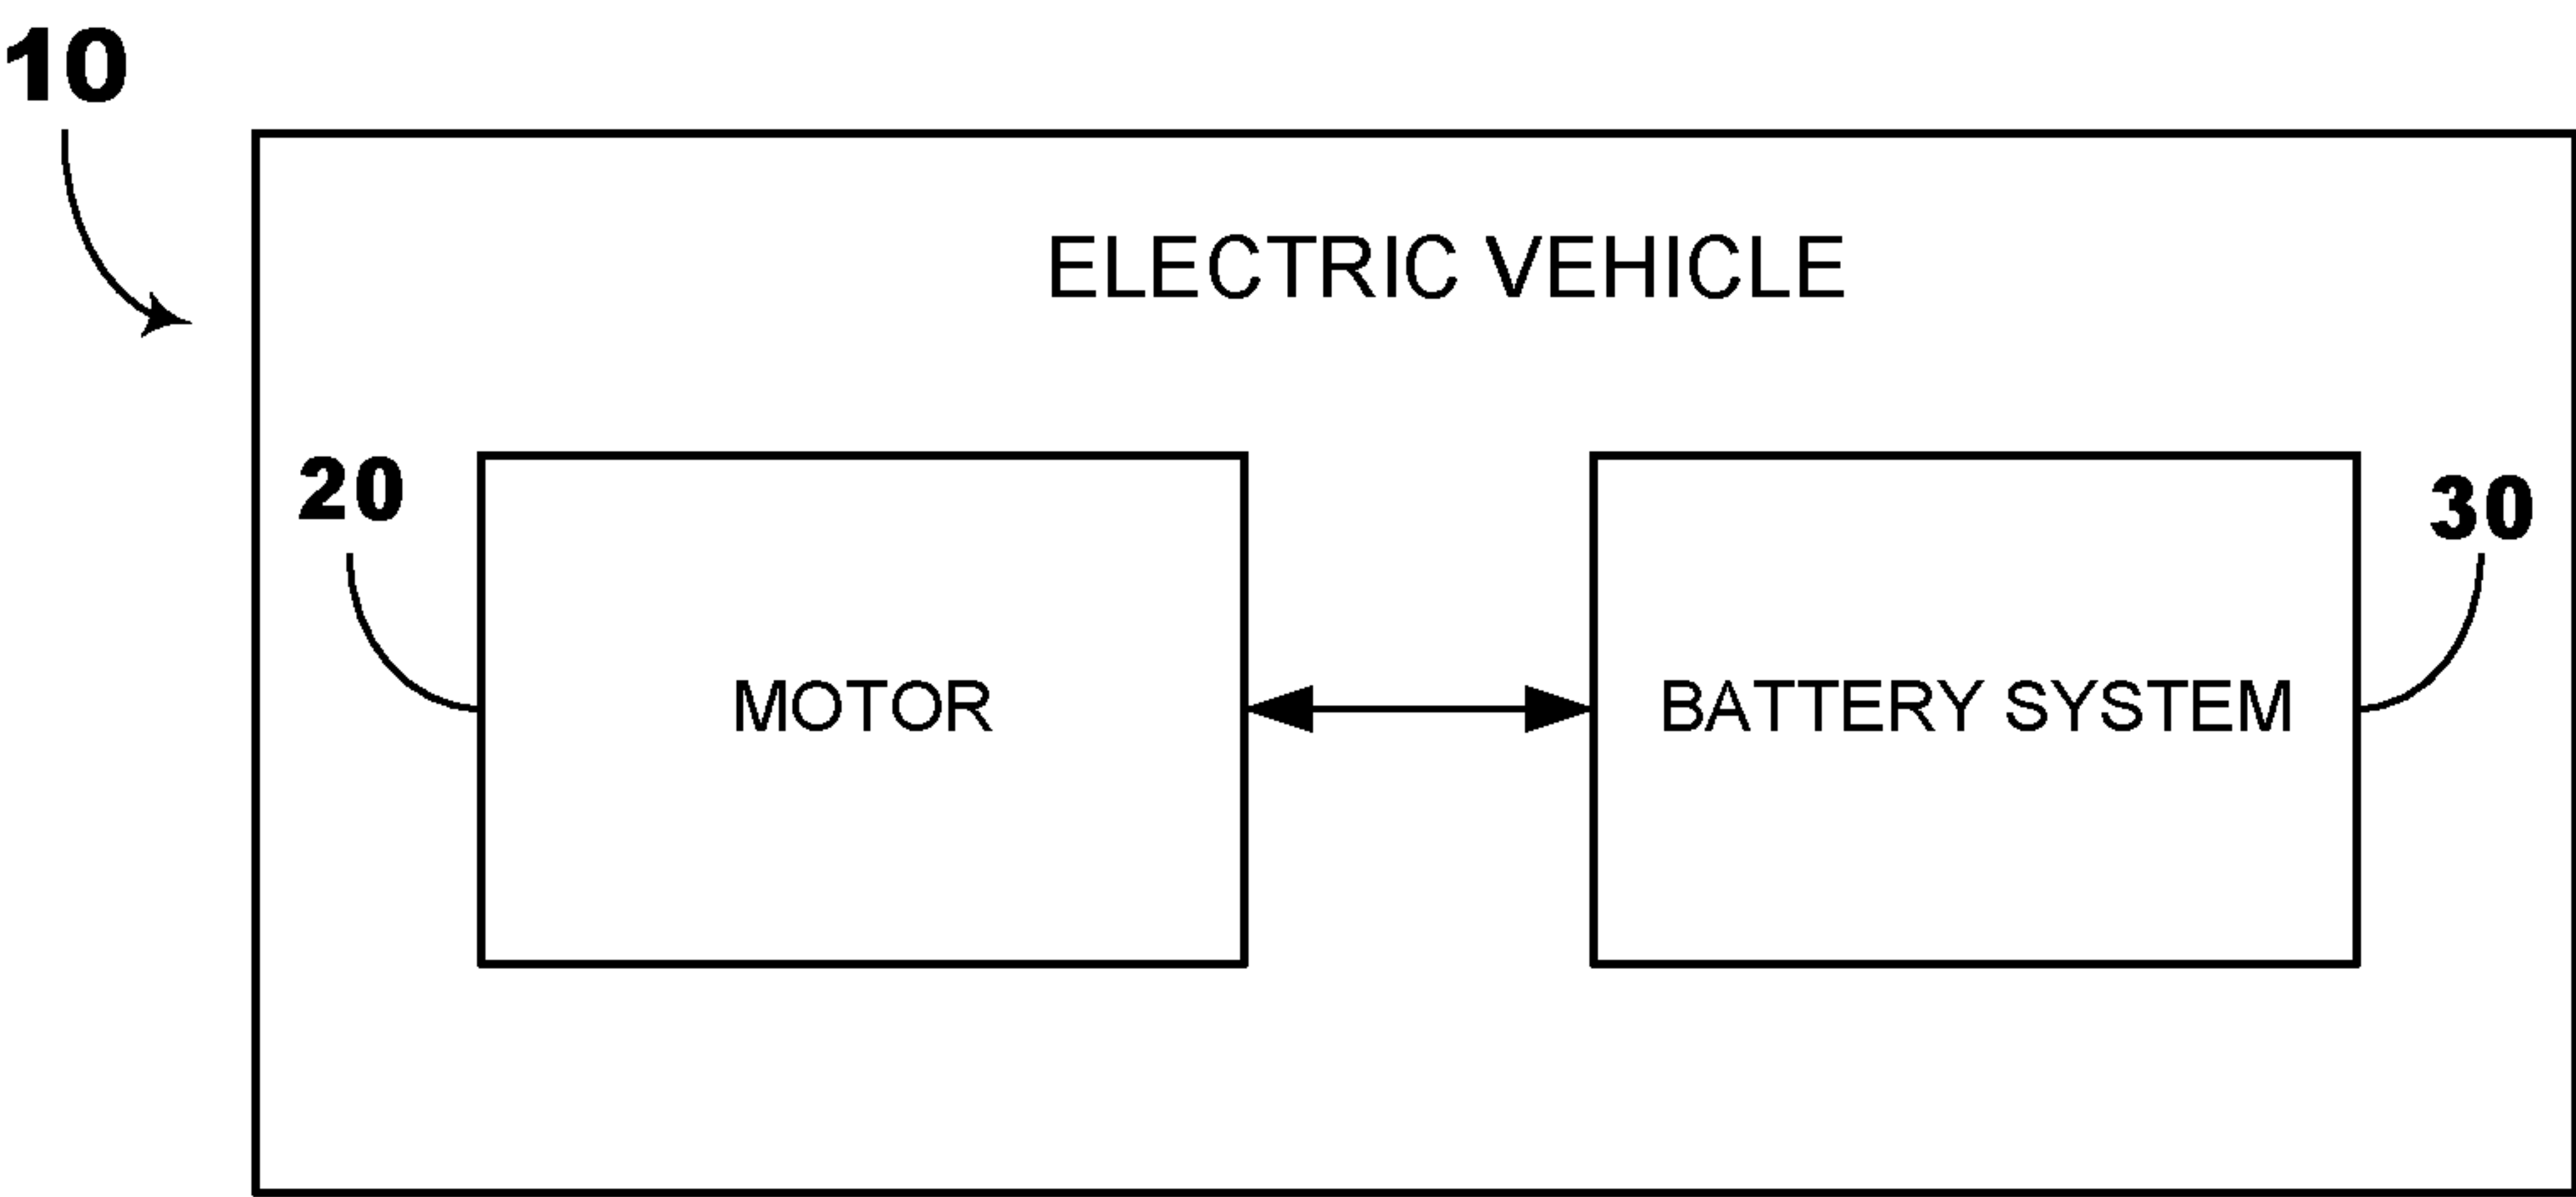 10
ELECTRIC VEHICLE
20
30
MOTOR
BATTERY SYSTEM